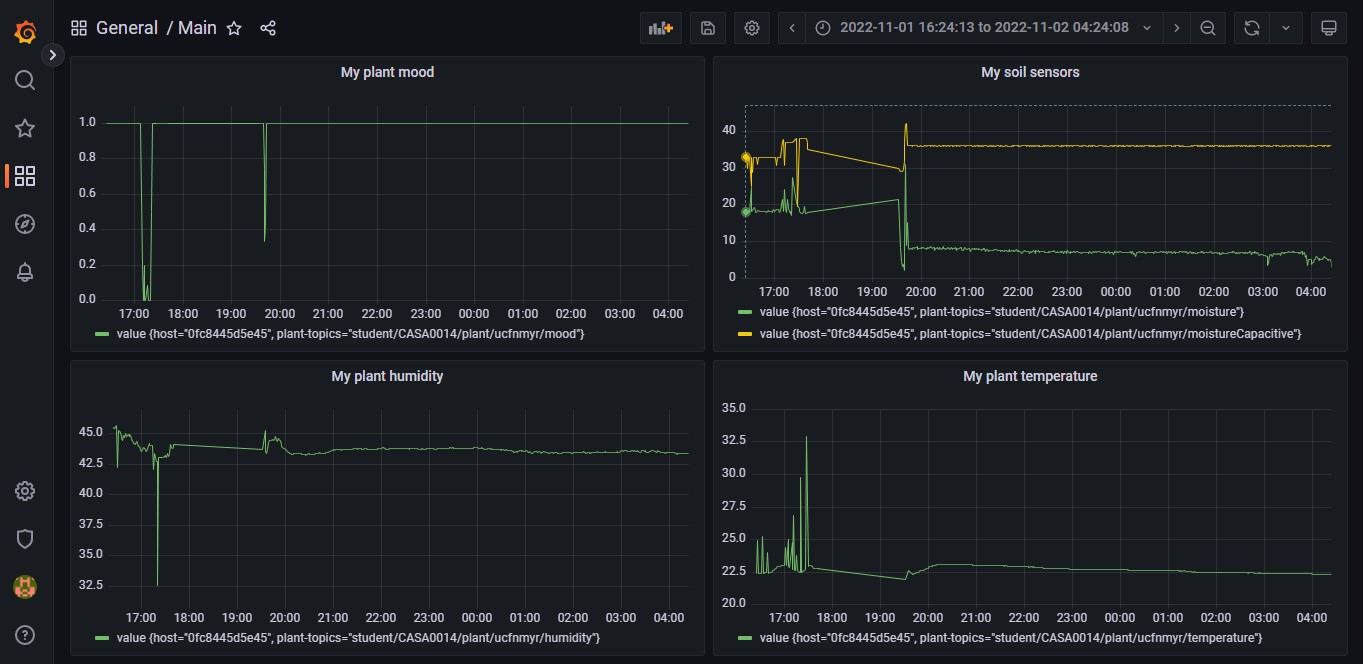 General / Main
2022-11-01 16:24:13 to 2022-11-02 04:24:08
My plant mood
1.0
0.8
0.6
0.4
0.2
0.0
17:00 18:00 19:00 20:00 21:00 22:00 23:00 00:00 01:00 02:00 03:00 04:00
value {host="0fc8445d5e45", plant-topics="student/CASA0014/plant/ucfnmyr/mood"}
My soil sensors
40
30
20
10
0
17:00 18:00 19:00 20:00 21:00 22:00 23:00 00:00 01:00 02:00 03:00 04:00
value {host="0fc8445d5e45", plant-topics="student/CASA0014/plant/ucfnmyr/moisture"}
value {host="0fc8445d5e45", plant-topics="student/CASA0014/plant/ucfnmyr/moistureCapacitive"}
My plant humidity
45.0
42.5
40.0
37.5
35.0
32.5
17:00 18:00 19:00 20:00 21:00 22:00 23:00 00:00 01:00 02:00 03:00 04:00
value {host="0fc8445d5e45", plant-topics="student/CASA0014/plant/ucfnmyr/humidity"}
My plant temperature
35.0
32.5
30.0
27.5
25.0
22.5
20.0
17:00 18:00 19:00 20:00 21:00 22:00 23:00 00:00 01:00 02:00 03:00 04:00
value {host="0fc8445d5e45", plant-topics="student/CASA0014/plant/ucfnmyr/temperature"}